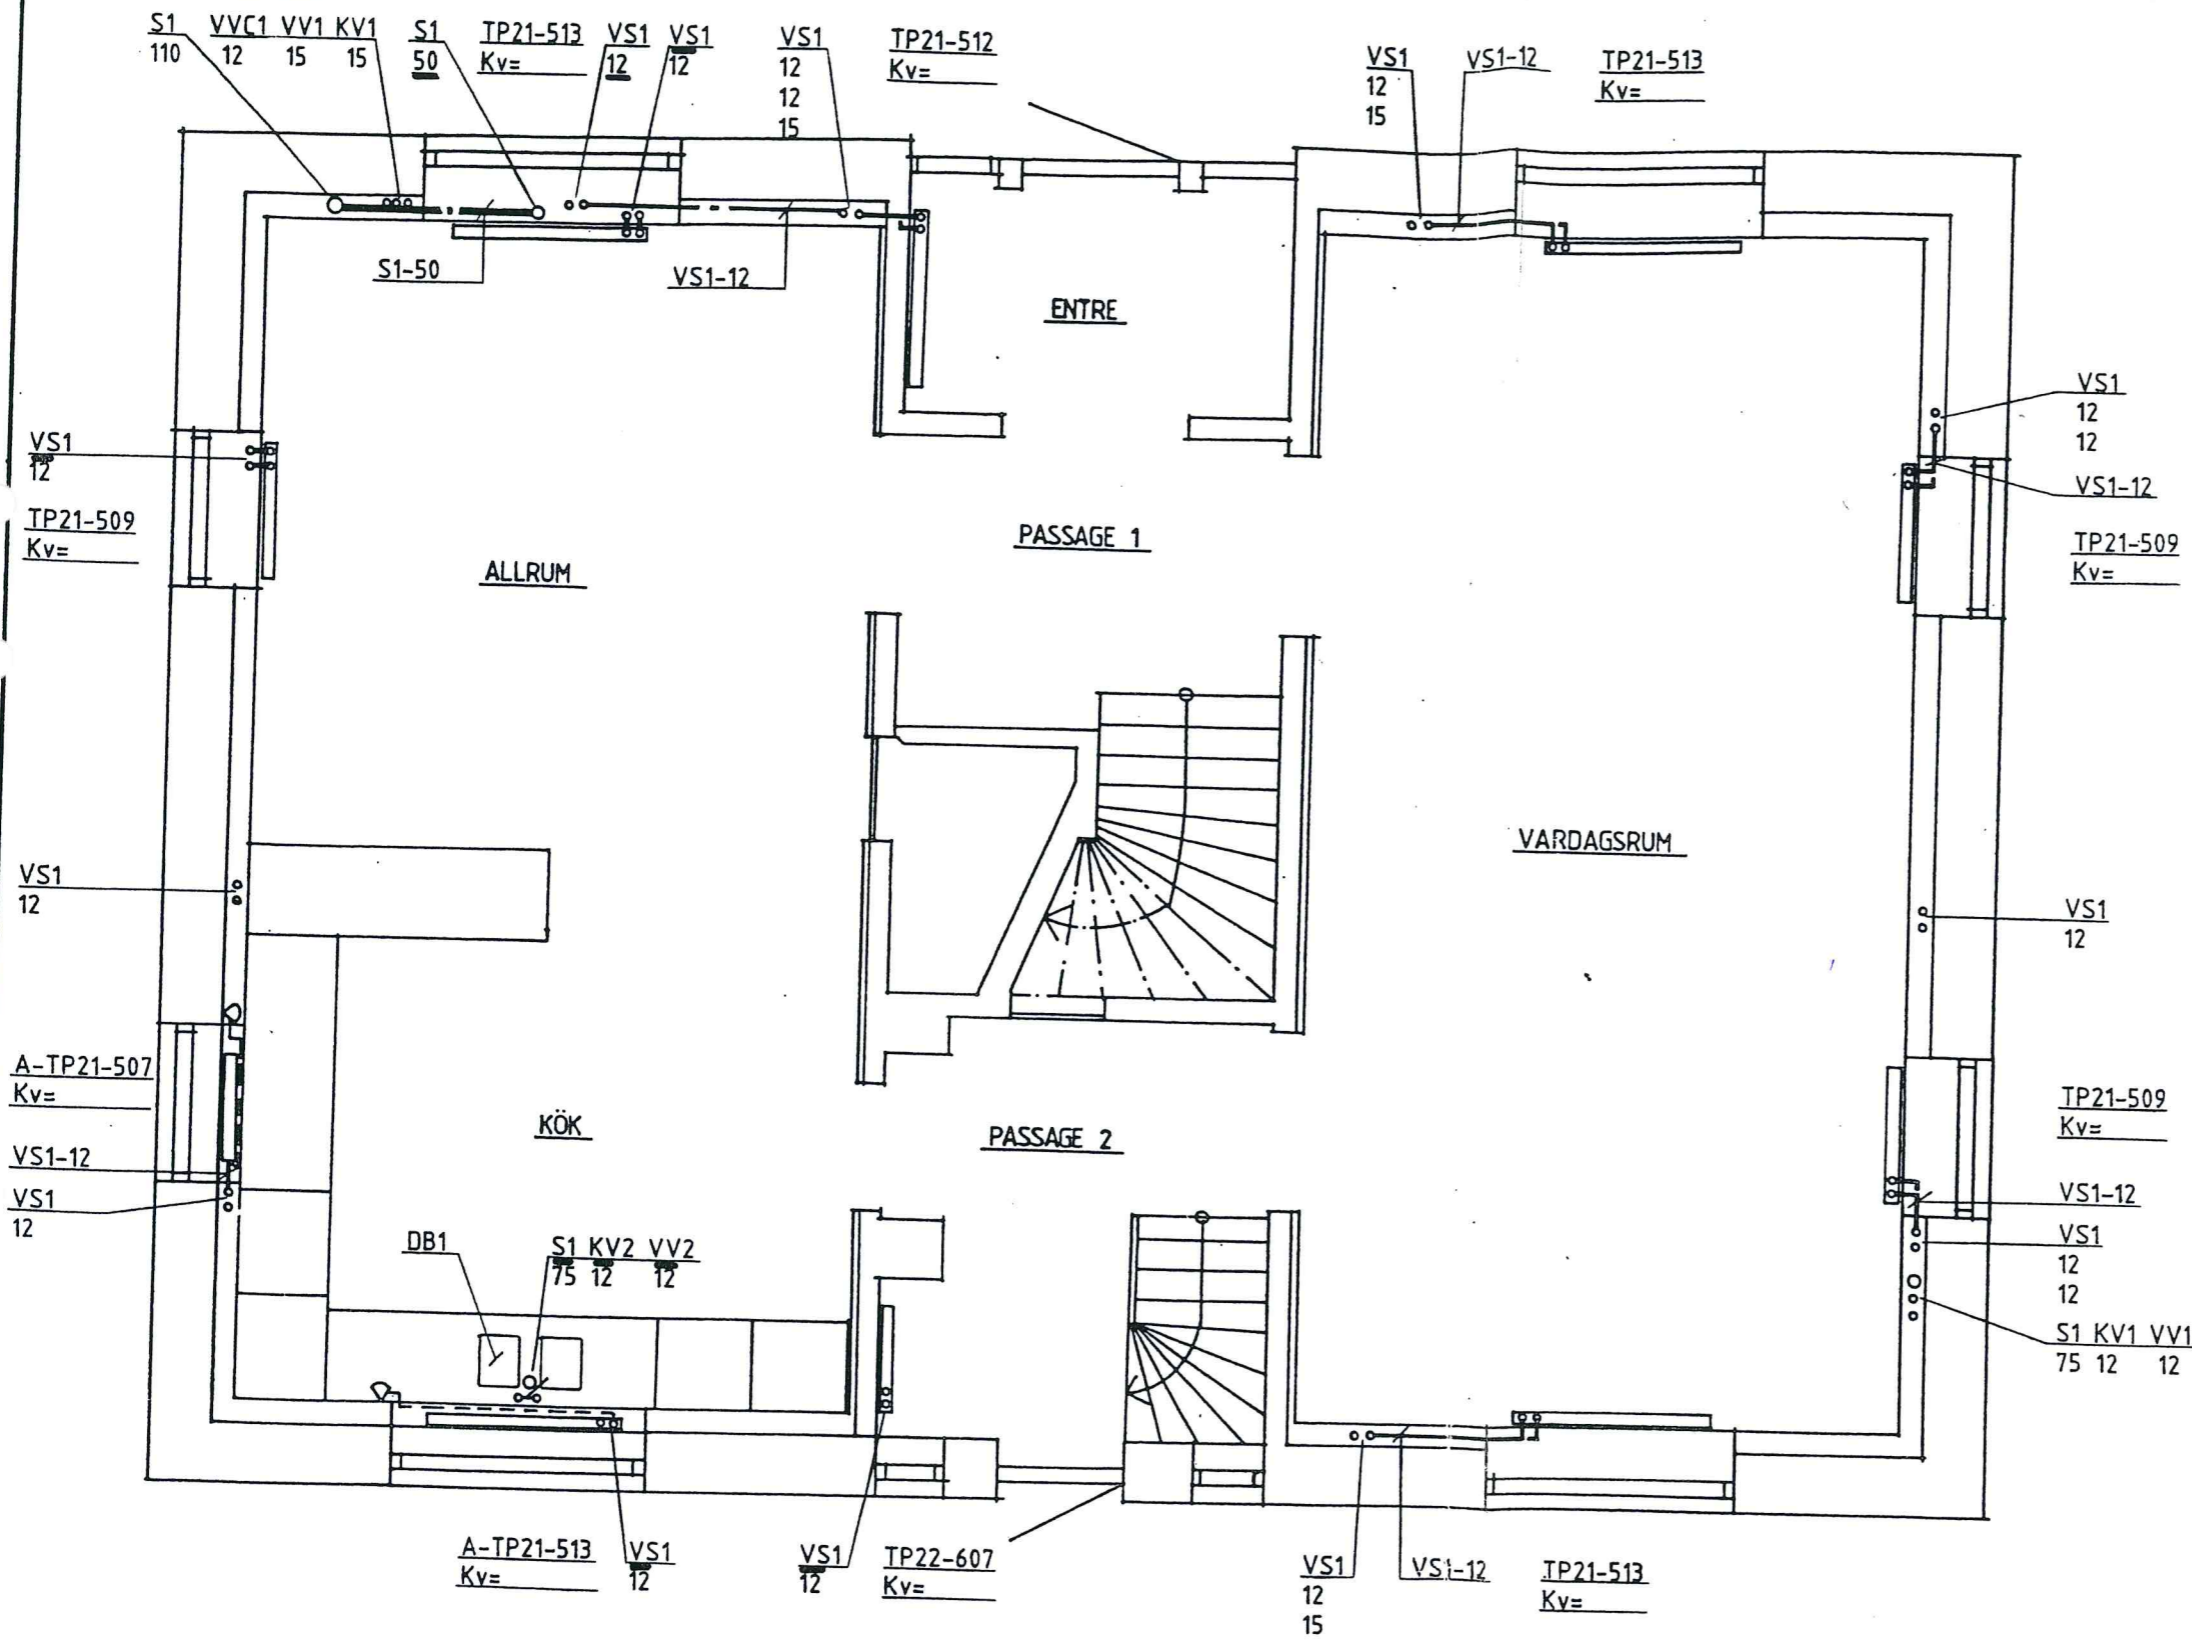 S1
110
VVC1 VV1 KV1
12 15 15
S1
50
TP21-513
Kv=
VS1
12
VS1
12
VS1
12
12
15
TP21-512
Kv=
VS1
12
15
VS1-12
TP21-513
Kv=
S1-50
VS1-12
ENTRE
VS1
12
12
VS1-12
TP21-509
Kv=
VS1
12
TP21-509
Kv=
ALLRUM
PASSAGE 1
VARDAGSRUM
VS1
12
VS1
12
A-TP21-507
Kv=
VS1-12
VS1
12
KÖK
PASSAGE 2
TP21-509
Kv=
VS1-12
VS1
12
12
S1 KV1 VV1
75 12 12
DB1
S1 KV2 VV2
75 12 12
A-TP21-513
Kv=
VS1
12
VS1
12
TP22-607
Kv=
VS1
12
15
VS1-12
TP21-513
Kv=